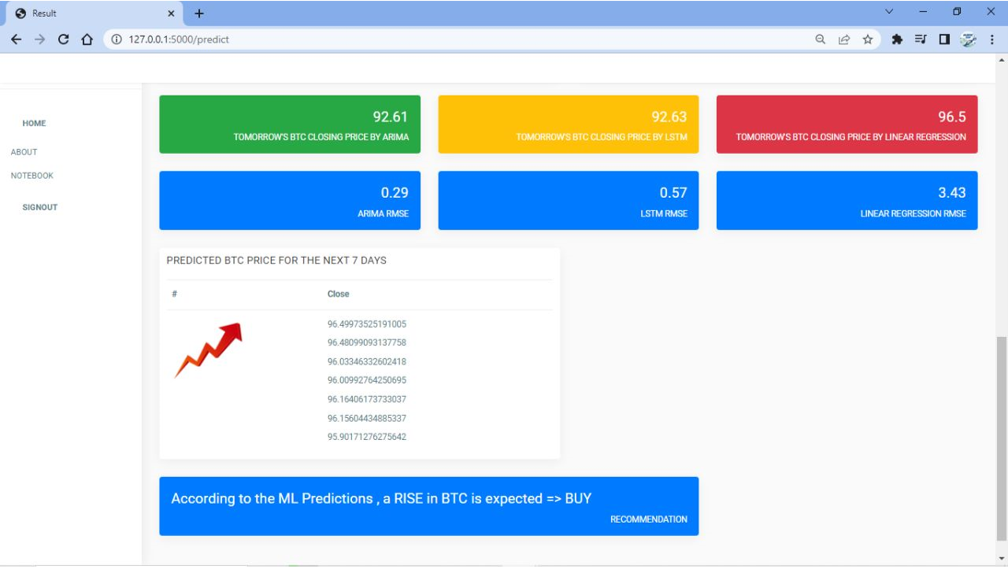 Result
127.0.0.1:5000/predict
HOME
ABOUT
NOTEBOOK
SIGNOUT
92.61
TOMORROW'S BTC CLOSING PRICE BY ARIMA
92.63
TOMORROW'S BTC CLOSING PRICE BY LSTM
96.5
TOMORROW'S BTC CLOSING PRICE BY LINEAR REGRESSION
0.29
ARIMA RMSE
0.57
LSTM RMSE
3.43
LINEAR REGRESSION RMSE
PREDICTED BTC PRICE FOR THE NEXT 7 DAYS
# Close
96.49973525191005
96.48099093137758
96.03346332602418
96.00992764250695
96.16406173733037
96.15604434885337
95.90171276275642
According to the ML Predictions , a RISE in BTC is expected => BUY
RECOMMENDATION